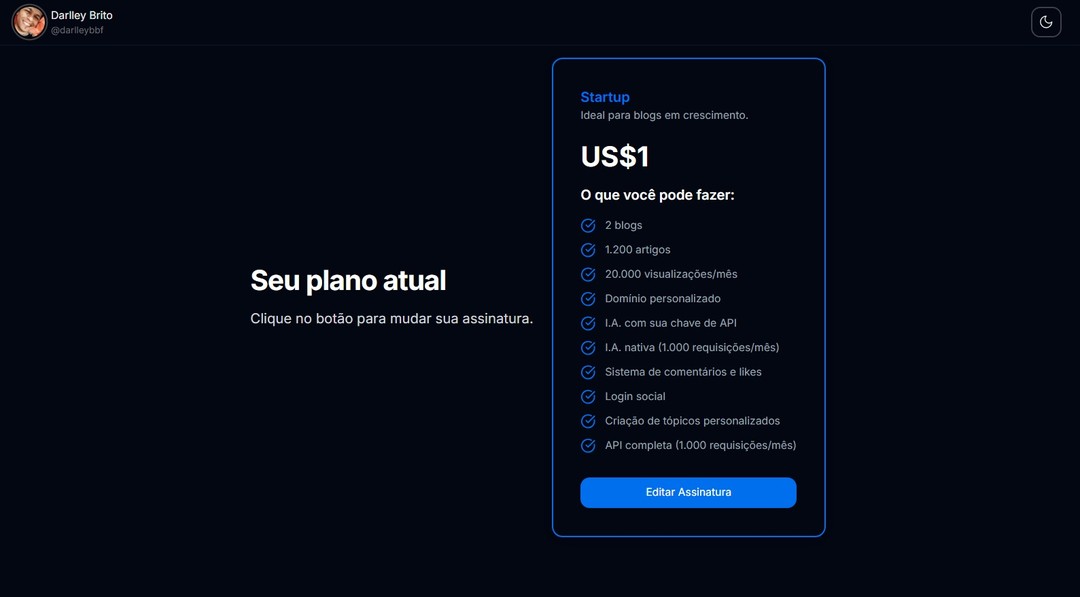 Darlley Brito
@darlleybbf
Seu plano atual
Clique no botão para mudar sua assinatura.
Startup
Ideal para blogs em crescimento.
US$1
O que você pode fazer:
2 blogs
1.200 artigos
20.000 visualizações/mês
Domínio personalizado
I.A. com sua chave de API
I.A. nativa (1.000 requisições/mês)
Sistema de comentários e likes
Login social
Criação de tópicos personalizados
API completa (1.000 requisições/mês)
Editar Assinatura